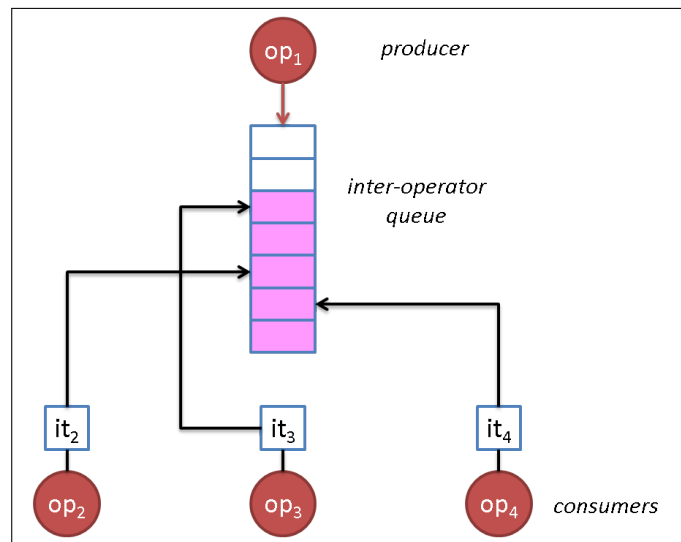 op₁
producer
inter-operator
queue
it₂
it₃
it₄
op₂
op₃
op₄
consumers